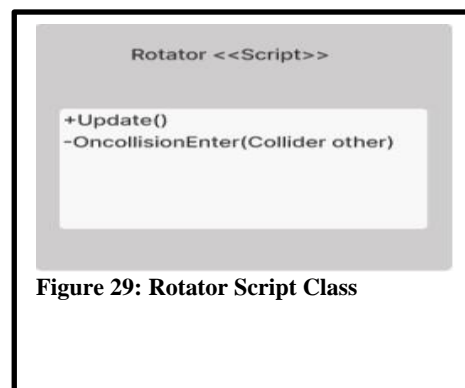 Rotator <<Script>>
+Update()
-OncollisionEnter(Collider other)
Figure 29: Rotator Script Class